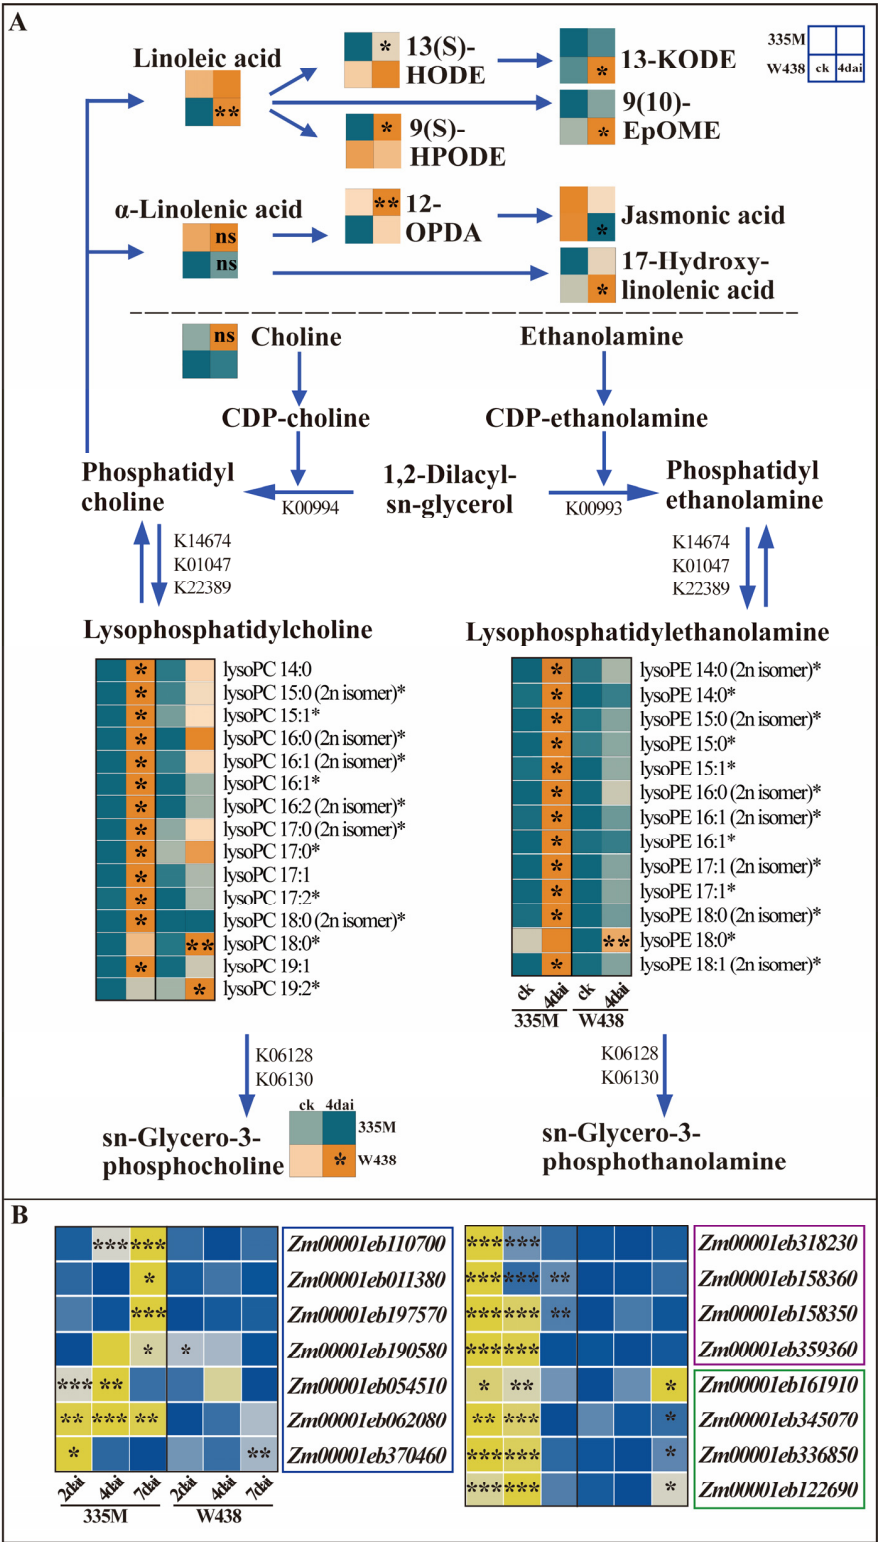 A
335M
W438 ck 4dai
Linoleic acid
**
*
13(S)-
HODE
*
13-KODE
*
9(S)-
HPODE
*
9(10)-
EpOME
α-Linolenic acid
ns
ns
**
12-
OPDA
*
Jasmonic acid
*
17-Hydroxy-
linolenic acid
ns
Choline
Ethanolamine
CDP-choline
CDP-ethanolamine
Phosphatidyl
choline
1,2-Dilacyl-
sn-glycerol
Phosphatidyl
ethanolamine
K00994
K00993
K14674
K01047
K22389
K14674
K01047
K22389
Lysophosphatidylcholine
* lysoPC 14:0
* lysoPC 15:0 (2n isomer)*
* lysoPC 15:1*
* lysoPC 16:0 (2n isomer)*
* lysoPC 16:1 (2n isomer)*
* lysoPC 16:1*
* lysoPC 16:2 (2n isomer)*
* lysoPC 17:0 (2n isomer)*
* lysoPC 17:0*
* lysoPC 17:1
* lysoPC 17:2*
* lysoPC 18:0 (2n isomer)*
** lysoPC 18:0*
* lysoPC 19:1
* lysoPC 19:2*
Lysophosphatidylethanolamine
* lysoPE 14:0 (2n isomer)*
* lysoPE 14:0*
* lysoPE 15:0 (2n isomer)*
* lysoPE 15:0*
* lysoPE 15:1*
* lysoPE 16:0 (2n isomer)*
* lysoPE 16:1 (2n isomer)*
* lysoPE 16:1*
* lysoPE 17:1 (2n isomer)*
* lysoPE 17:1*
* lysoPE 18:0 (2n isomer)*
** lysoPE 18:0*
* lysoPE 18:1 (2n isomer)*
ck 4dai ck 4dai
335M W438
K06128
K06130
K06128
K06130
sn-Glycero-3-
phosphocholine
ck 4dai
335M
* W438
sn-Glycero-3-
phosphothanolamine
B
*** *** Zm00001eb110700
* Zm00001eb011380
*** Zm00001eb197570
* * Zm00001eb190580
*** ** Zm00001eb054510
** *** ** Zm00001eb062080
* ** Zm00001eb370460
2dai 4dai 7dai 2dai 4dai 7dai
335M W438
*** *** Zm00001eb318230
*** *** ** Zm00001eb158360
*** *** ** Zm00001eb158350
*** *** Zm00001eb359360
* ** * Zm00001eb161910
** *** * Zm00001eb345070
*** *** * Zm00001eb336850
*** *** * Zm00001eb122690